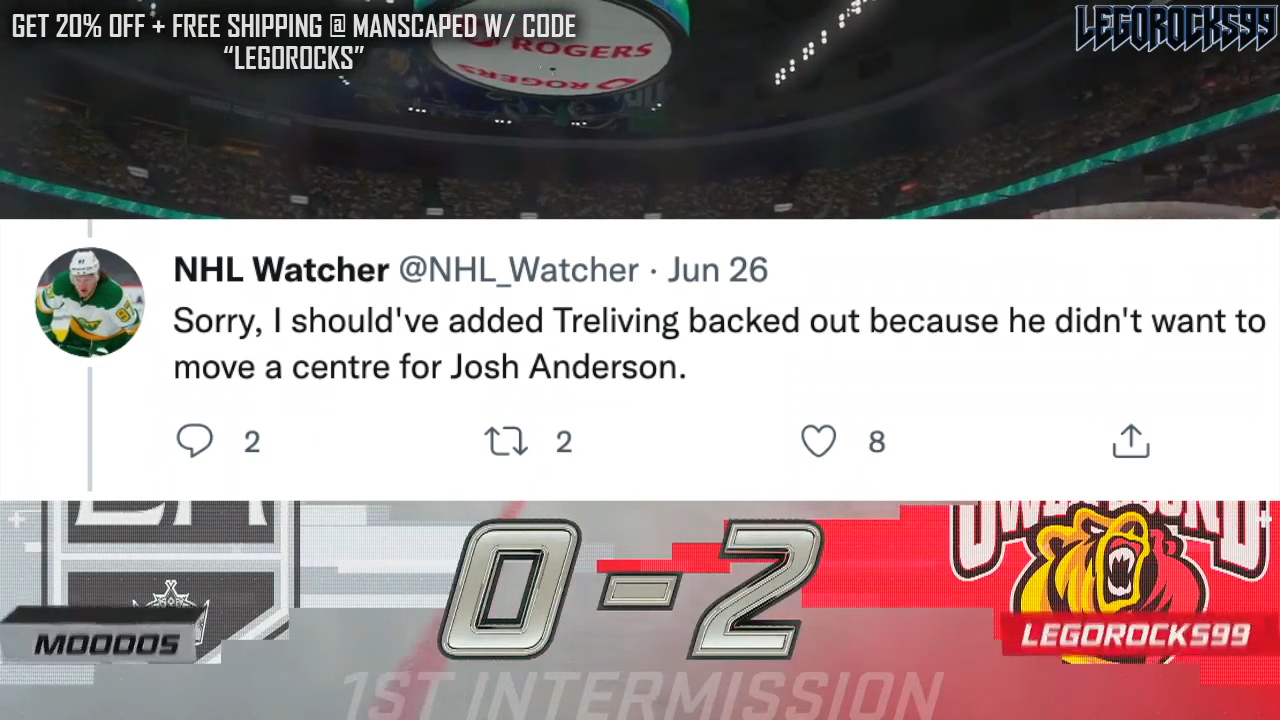 GET 20% OFF + FREE SHIPPING @ MANSCAPED W/ CODE
“LEGOROCKS”
LEGOROCKS99
ROGERS
ROGERS
NHL Watcher @NHL_Watcher · Jun 26
Sorry, I should've added Treliving backed out because he didn't want to
move a centre for Josh Anderson.
2 2 8
0-2
MOODO5
LEGOROCKS99
1ST INTERMISSION